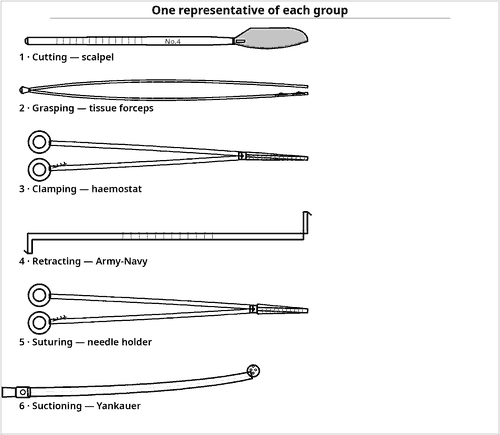 One representative of each group
No.4
1 · Cutting — scalpel
2 · Grasping — tissue forceps
3 · Clamping — haemostat
4 · Retracting — Army-Navy
5 · Suturing — needle holder
6 · Suctioning — Yankauer